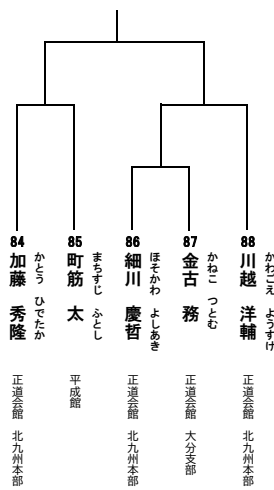 84
加藤 秀隆
かとう ひでたか
正道会館 北九州本部
85
町筋 太
まちすじ ふとし
平成館
86
細川 慶哲
ほそかわ よしあき
正道会館 北九州本部
87
金古 務
かねこ つとむ
正道会館 大分支部
88
川越 洋輔
かわごえ ようすけ
正道会館 北九州本部